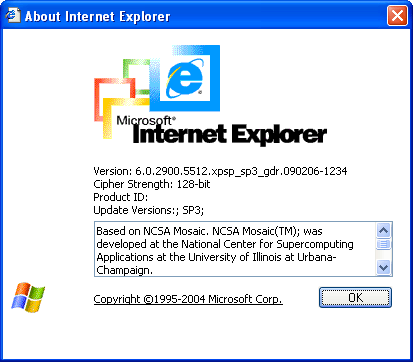 About Internet Explorer
Microsoft®
Internet Explorer
Version: 6.0.2900.5512.xpsp_sp3_gdr.090206-1234
Cipher Strength: 128-bit
Product ID:
Update Versions:; SP3;
Based on NCSA Mosaic. NCSA Mosaic(TM); was
developed at the National Center for Supercomputing
Applications at the University of Illinois at Urbana-
Champaign.
Copyright ©1995-2004 Microsoft Corp.
OK